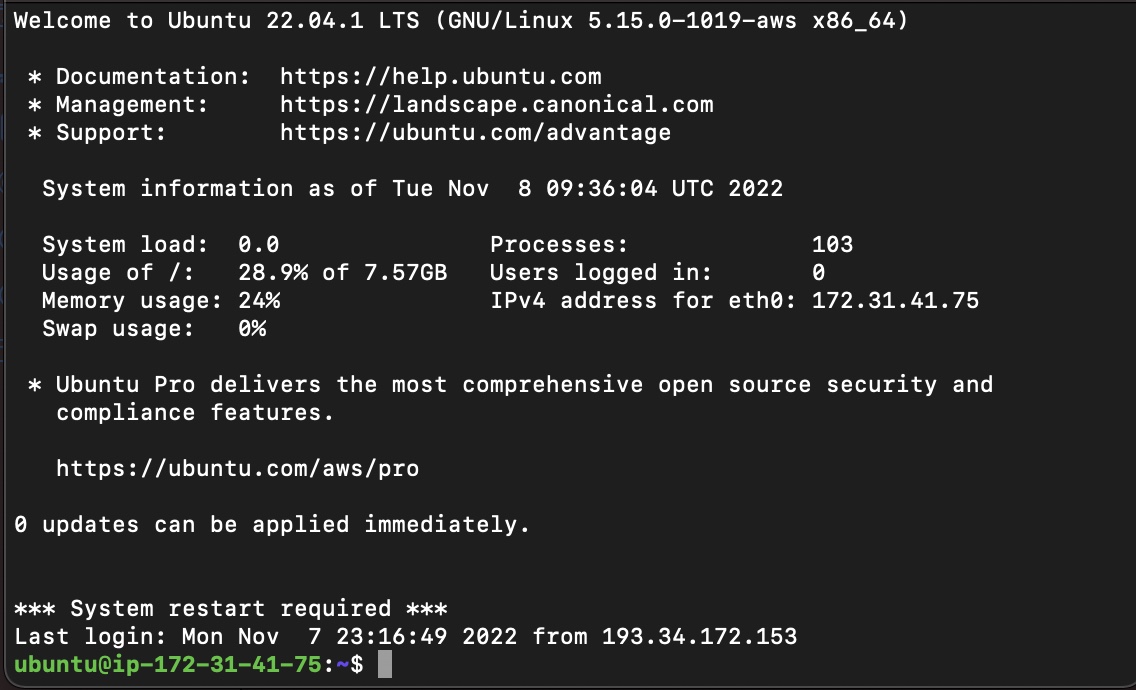 Welcome to Ubuntu 22.04.1 LTS (GNU/Linux 5.15.0-1019-aws x86_64)
* Documentation:  https://help.ubuntu.com
* Management:     https://landscape.canonical.com
* Support:        https://ubuntu.com/advantage
System information as of Tue Nov  8 09:36:04 UTC 2022
System load:  0.0               Processes:             103
Usage of /:   28.9% of 7.57GB   Users logged in:       0
Memory usage: 24%               IPv4 address for eth0: 172.31.41.75
Swap usage:   0%
* Ubuntu Pro delivers the most comprehensive open source security and
compliance features.
https://ubuntu.com/aws/pro
0 updates can be applied immediately.
*** System restart required ***
Last login: Mon Nov  7 23:16:49 2022 from 193.34.172.153
ubuntu@ip-172-31-41-75:~$